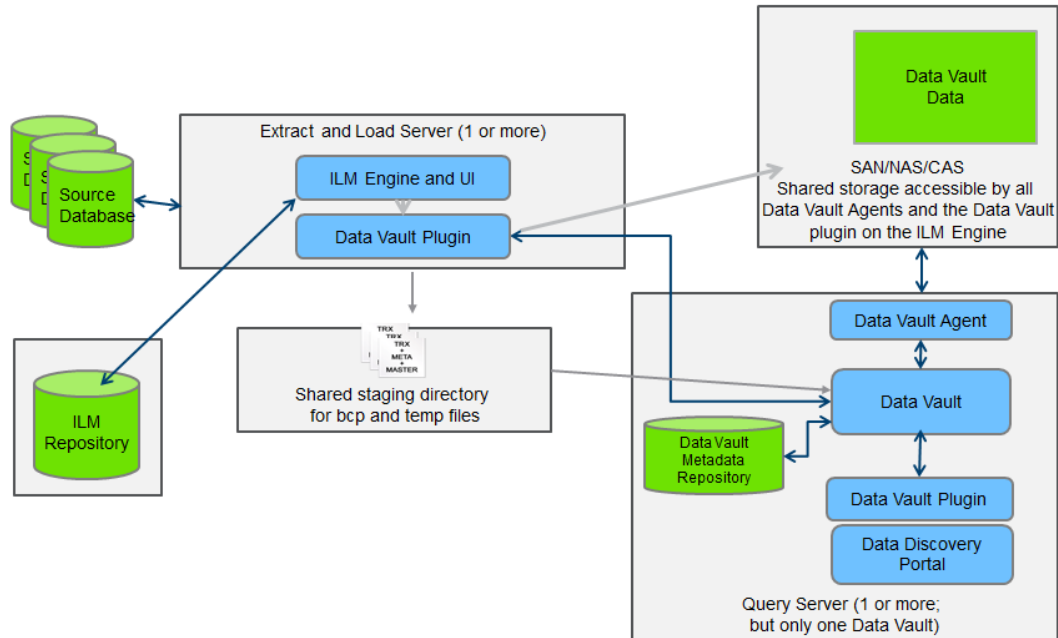 Data Vault
Data
SAN/NAS/CAS
Shared storage accessible by all
Data Vault Agents and the Data Vault
plugin on the ILM Engine
Extract and Load Server (1 or more)
ILM Engine and UI
Data Vault Plugin
S
D
S
D
Source
Database
TRX
TRX
TRX
+
META
+
MASTER
Shared staging directory
for bcp and temp files
ILM
Repository
Data Vault Agent
Data Vault
Data Vault
Metadata
Repository
Data Vault Plugin
Data Discovery
Portal
Query Server (1 or more;
but only one Data Vault)